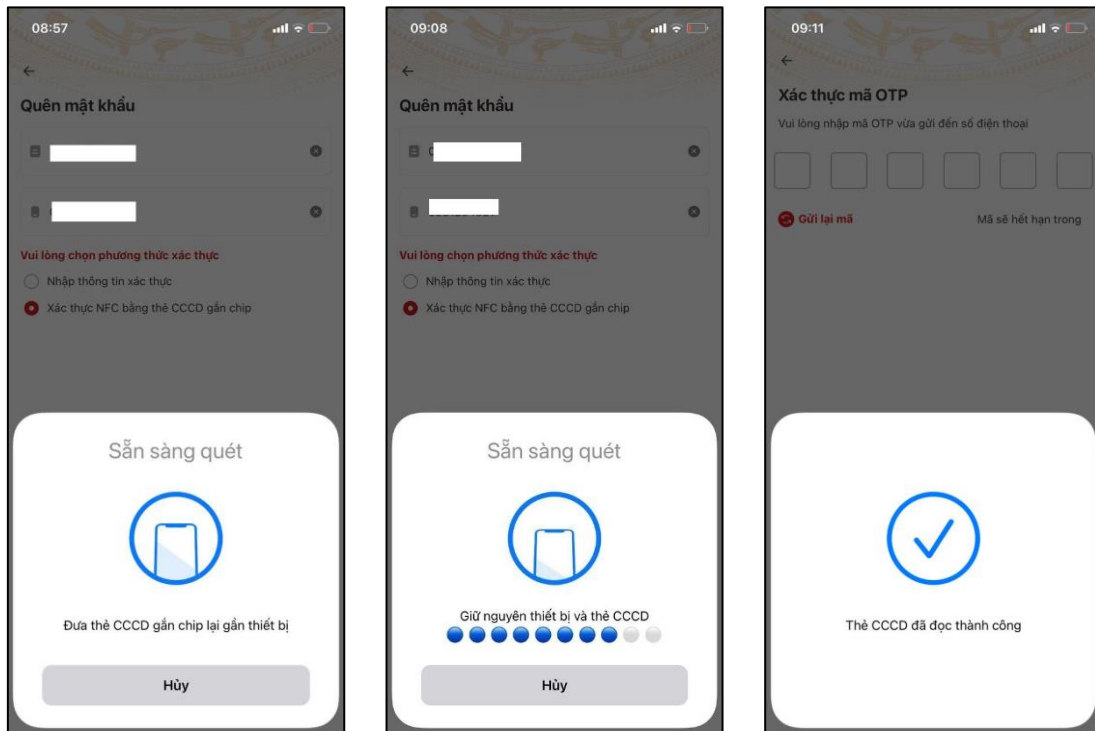 08:57
Quên mật khẩu
Vui lòng chọn phương thức xác thực
Nhập thông tin xác thực
Xác thực NFC bằng thẻ CCCD gắn chip
Sẵn sàng quét
Đưa thẻ CCCD gắn chip lại gần thiết bị
Hủy
09:08
Quên mật khẩu
Vui lòng chọn phương thức xác thực
Nhập thông tin xác thực
Xác thực NFC bằng thẻ CCCD gắn chip
Sẵn sàng quét
Giữ nguyên thiết bị và thẻ CCCD
Hủy
09:11
Xác thực mã OTP
Vui lòng nhập mã OTP vừa gửi đến số điện thoại
Gửi lại mã
Mã sẽ hết hạn trong
Thẻ CCCD đã đọc thành công